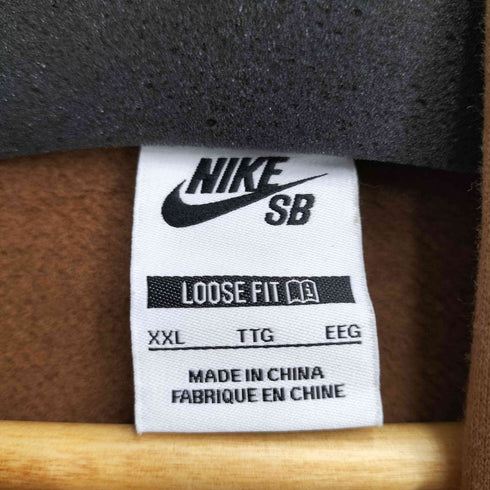 NIKE
SB
LOOSE FIT
XXL TTG EEG
MADE IN CHINA
FABRIQUE EN CHINE